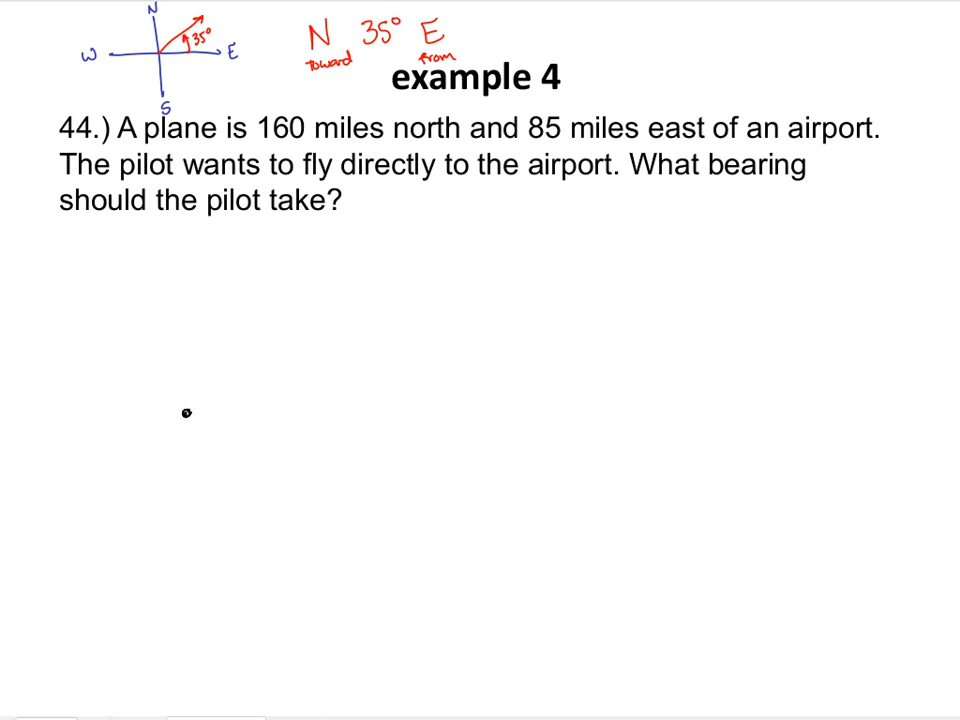 N
W
35°
E
S
N 35° E
Toward
from
example 4
44.) A plane is 160 miles north and 85 miles east of an airport.
The pilot wants to fly directly to the airport. What bearing
should the pilot take?